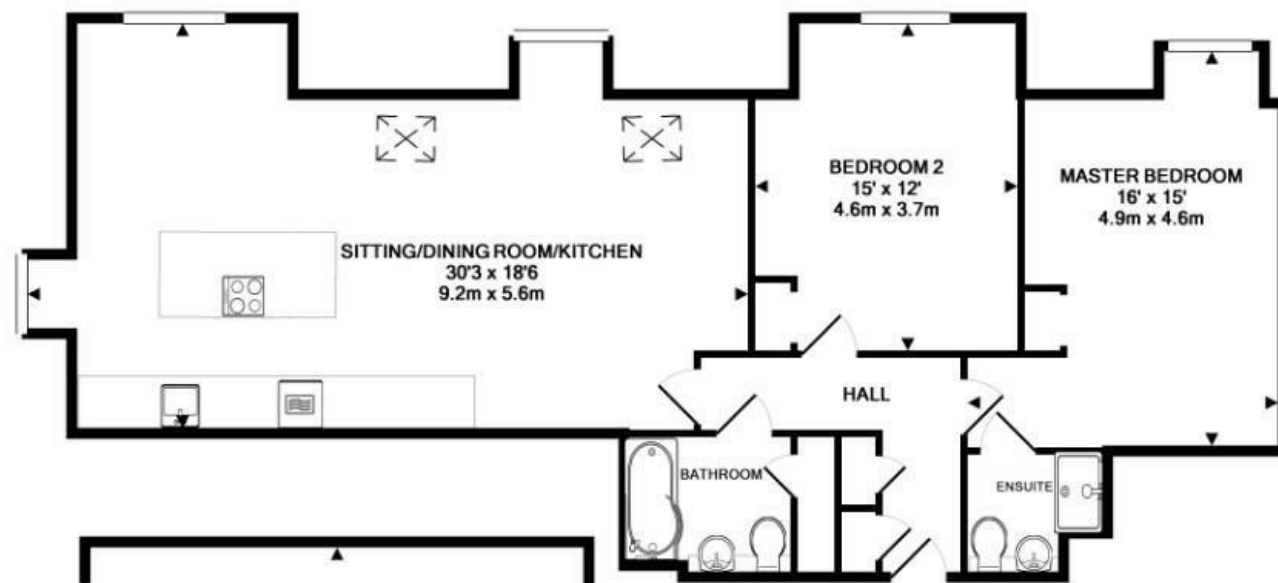 BEDROOM 2
15' x 12'
4.6m x 3.7m
MASTER BEDROOM
16' x 15'
4.9m x 4.6m
SITTING/DINING ROOM/KITCHEN
30'3 x 18'6
9.2m x 5.6m
HALL
BATHROOM
ENSUITE